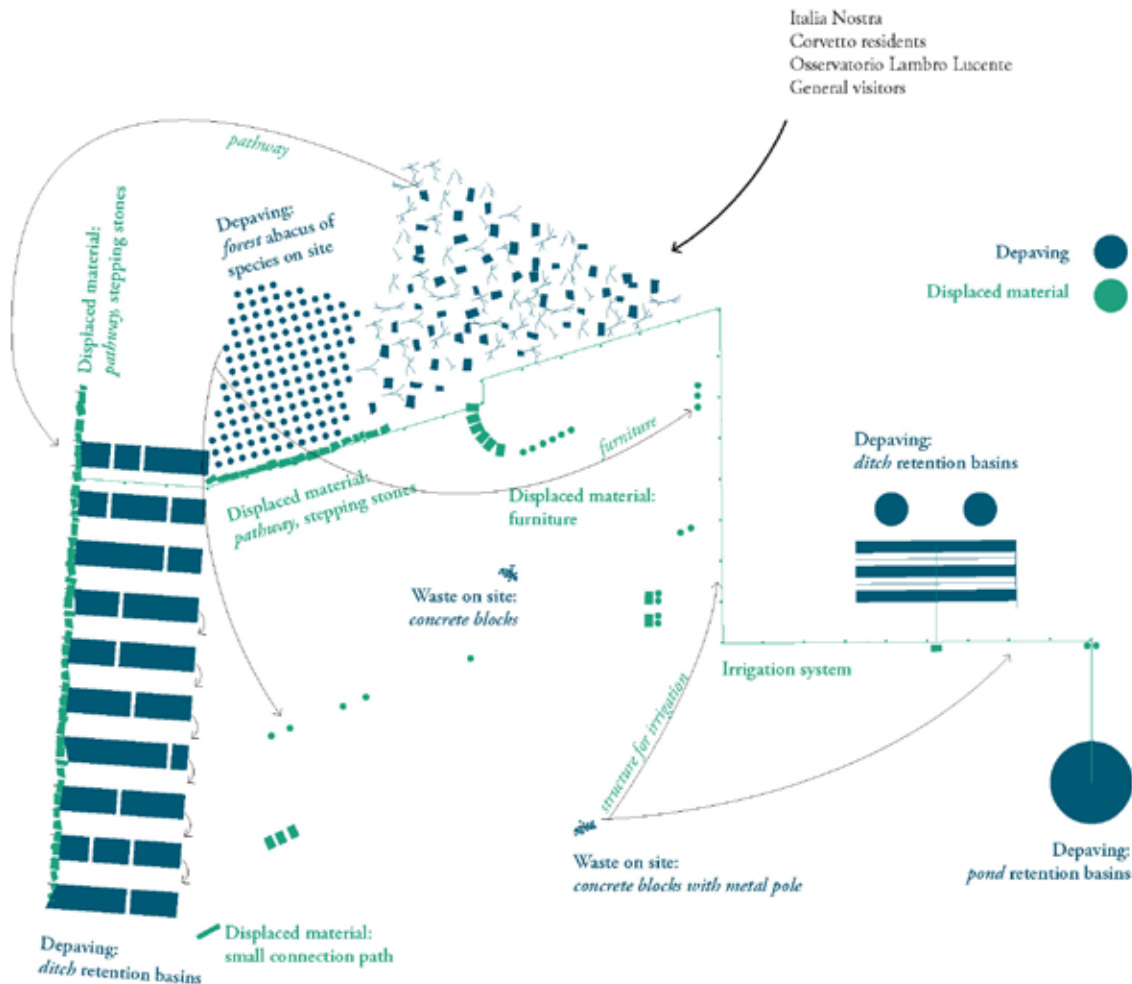 Italia Nostra
Corvetto residents
Osservatorio Lambro Lucente
General visitors
pathway
Depaving:
forest abacus of
species on site
Displaced material:
pathway, stepping stones
Depaving
Displaced material
furniture
Displaced material:
pathway, stepping stones
Displaced material:
furniture
Depaving:
ditch retention basins
Waste on site:
concrete blocks
Irrigation system
structure for irrigation
Waste on site:
concrete blocks with metal pole
Depaving:
pond retention basins
Displaced material:
small connection path
Depaving:
ditch retention basins